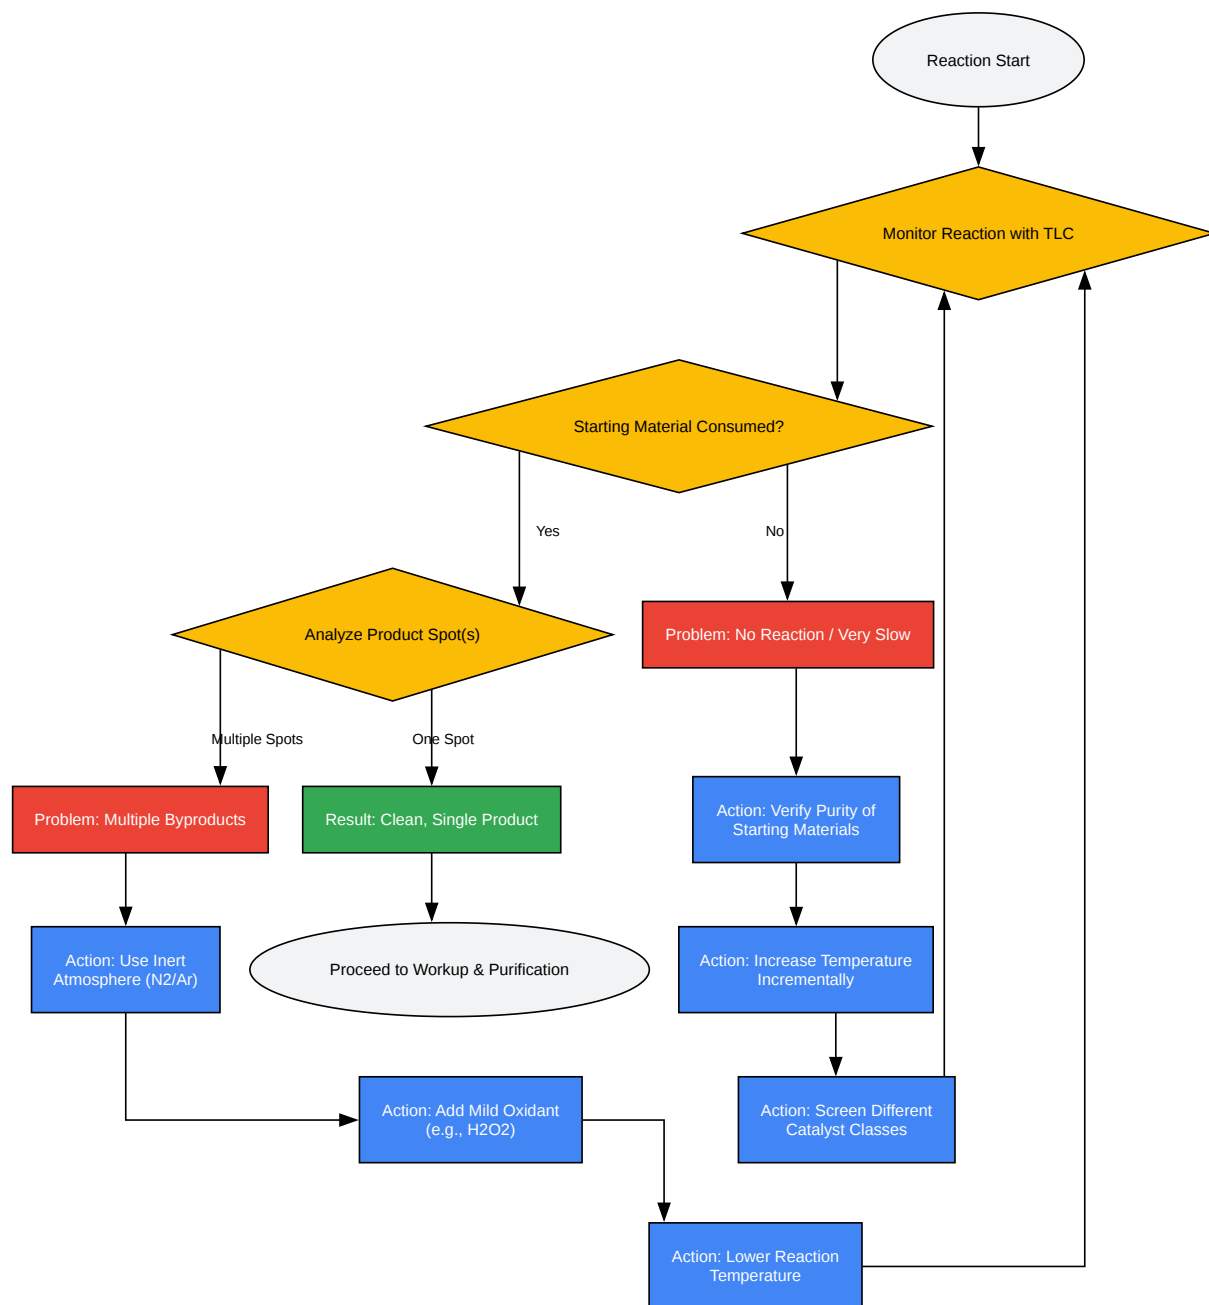 Reaction Start
Monitor Reaction with TLC
Starting Material Consumed?
Yes
No
Analyze Product Spot(s)
Problem: No Reaction / Very Slow
Multiple Spots
One Spot
Problem: Multiple Byproducts
Result: Clean, Single Product
Action: Verify Purity of
Starting Materials
Action: Use Inert
Atmosphere (N2/Ar)
Proceed to Workup & Purification
Action: Increase Temperature
Incrementally
Action: Add Mild Oxidant
(e.g., H2O2)
Action: Screen Different
Catalyst Classes
Action: Lower Reaction
Temperature